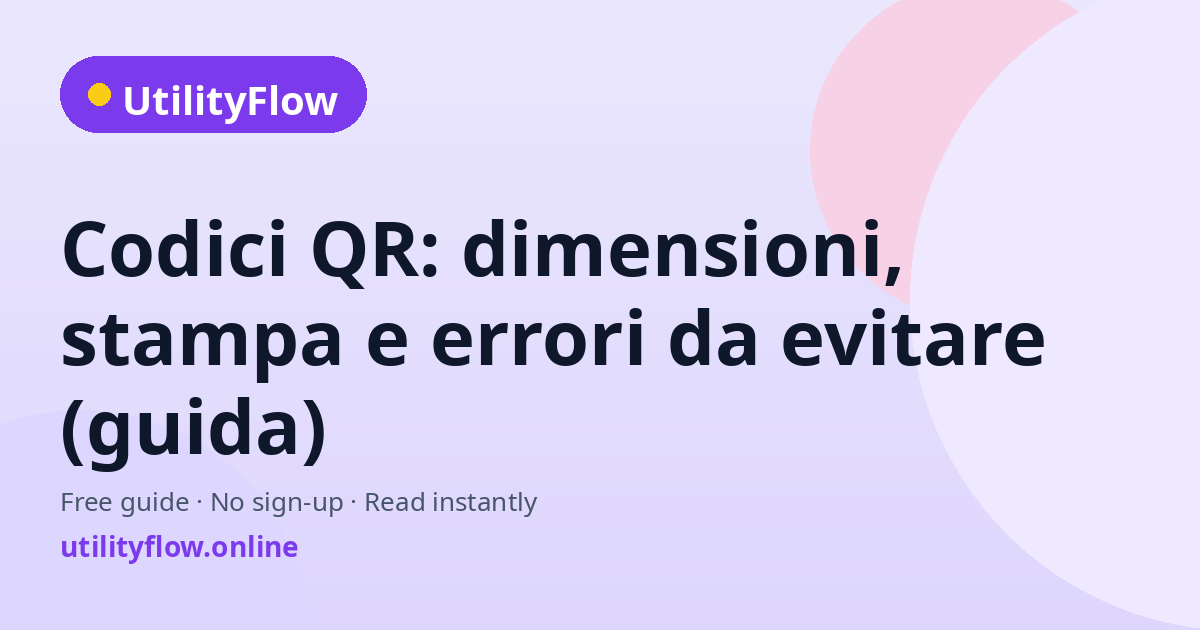 UtilityFlow
Codici QR: dimensioni,
stampa e errori da evitare
(guida)
Free guide · No sign-up · Read instantly
utilityflow.online